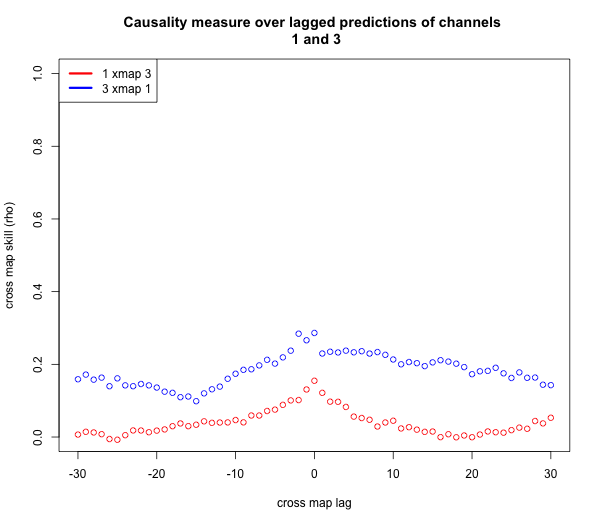 Causality measure over lagged predictions of channels
1 and 3
1 xmap 3
3 xmap 1
cross map skill (rho)
1.0
0.8
0.6
0.4
0.2
0.0
-30 -20 -10 0 10 20 30
cross map lag